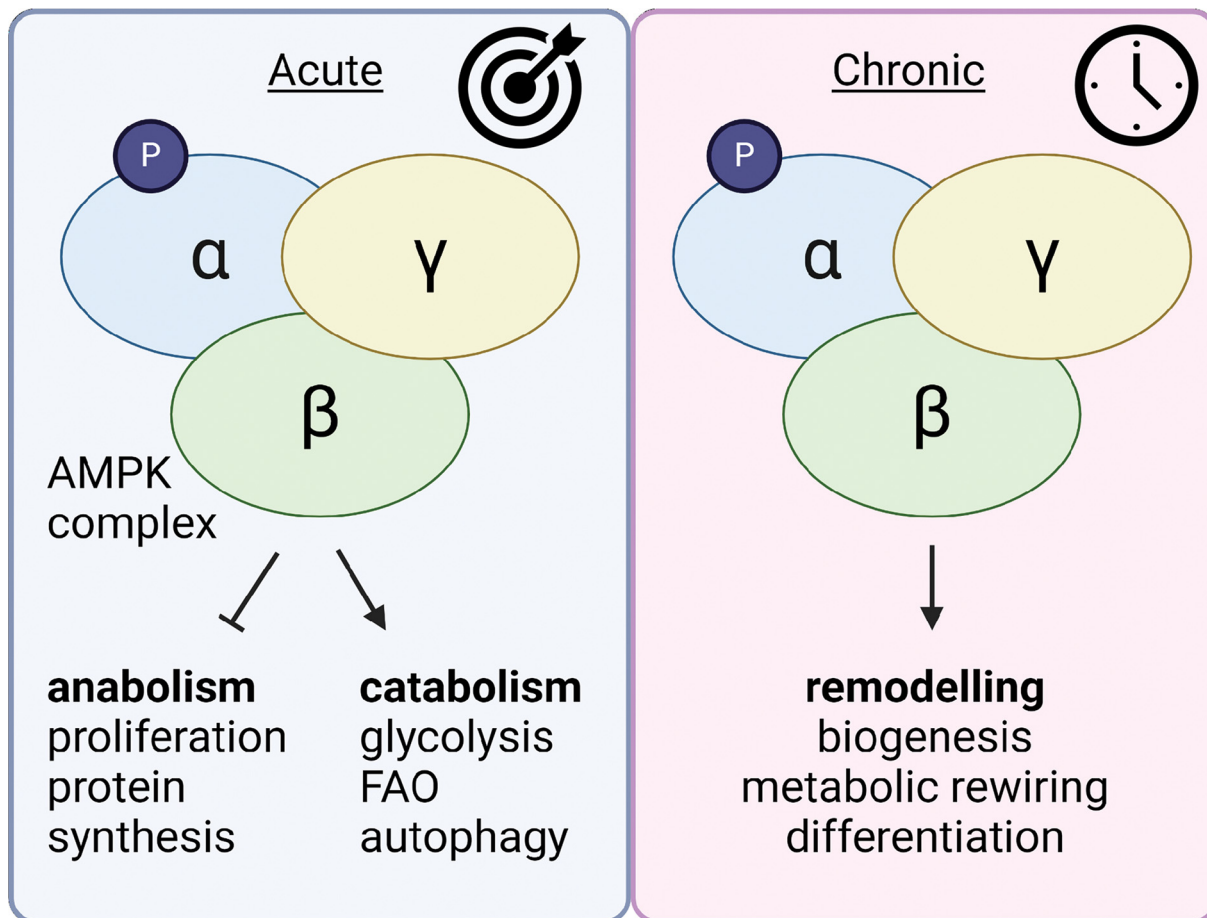 Acute
P
α
γ
β
AMPK
complex
anabolism
proliferation
protein
synthesis
catabolism
glycolysis
FAO
autophagy
Chronic
P
α
γ
β
remodelling
biogenesis
metabolic rewiring
differentiation